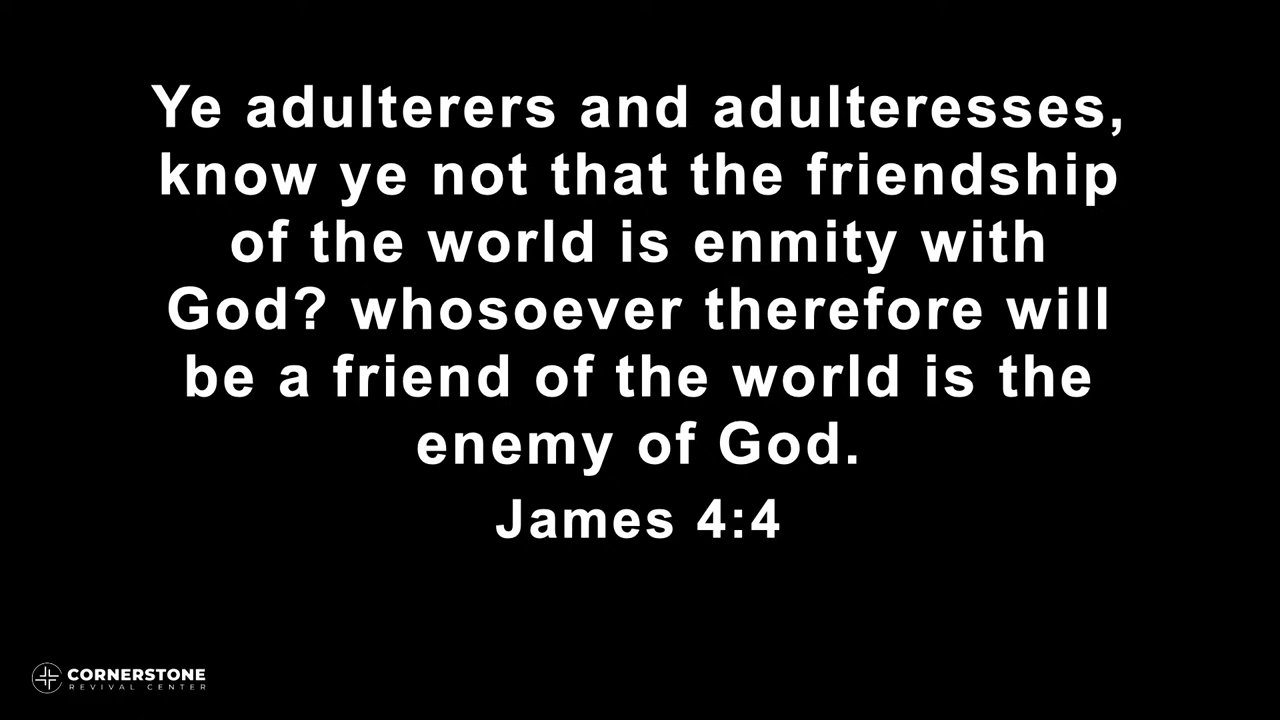 Ye adulterers and adulteresses,
know ye not that the friendship
of the world is enmity with
God? whosoever therefore will
be a friend of the world is the
enemy of God.
James 4:4
CORNERSTONE
REVIVAL CENTER